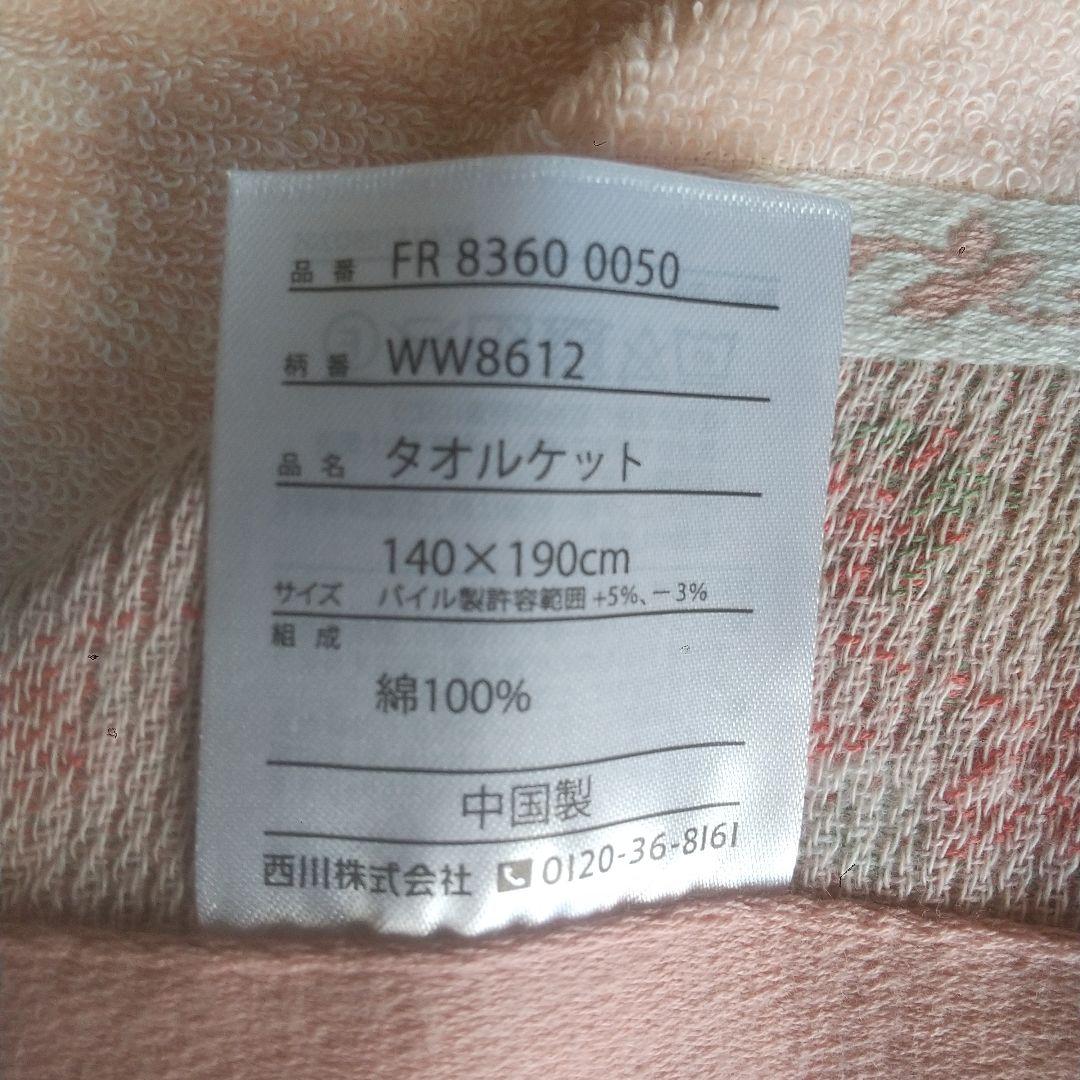 品番 FR 8360 0050
柄番 WW8612
品名 タオルケット
140×190cm
サイズ パイル製許容範囲 +5%、－3%
組成
綿100%
中国製
西川株式会社 0120-36-8161